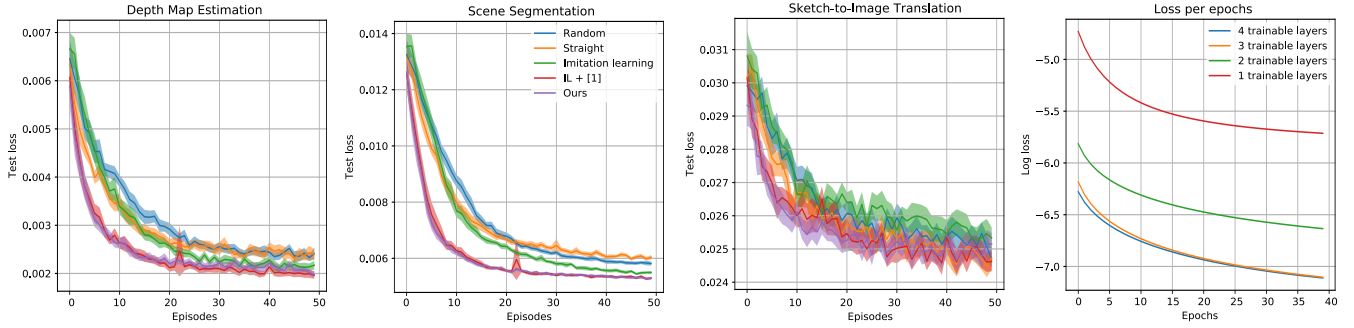 Depth Map Estimation
0.007
0.006
0.005
0.004
0.003
0.002
Test loss
0 10 20 30 40 50
Episodes
Scene Segmentation
0.014
0.012
0.010
0.008
0.006
Test loss
0 10 20 30 40 50
Episodes
Random
Straight
Imitation learning
IL + [1]
Ours
Sketch-to-Image Translation
0.031
0.030
0.029
0.028
0.027
0.026
0.025
0.024
Test loss
0 10 20 30 40 50
Episodes
Loss per epochs
−5.0
−5.5
−6.0
−6.5
−7.0
Log loss
0 5 10 15 20 25 30 35 40
Epochs
4 trainable layers
3 trainable layers
2 trainable layers
1 trainable layers